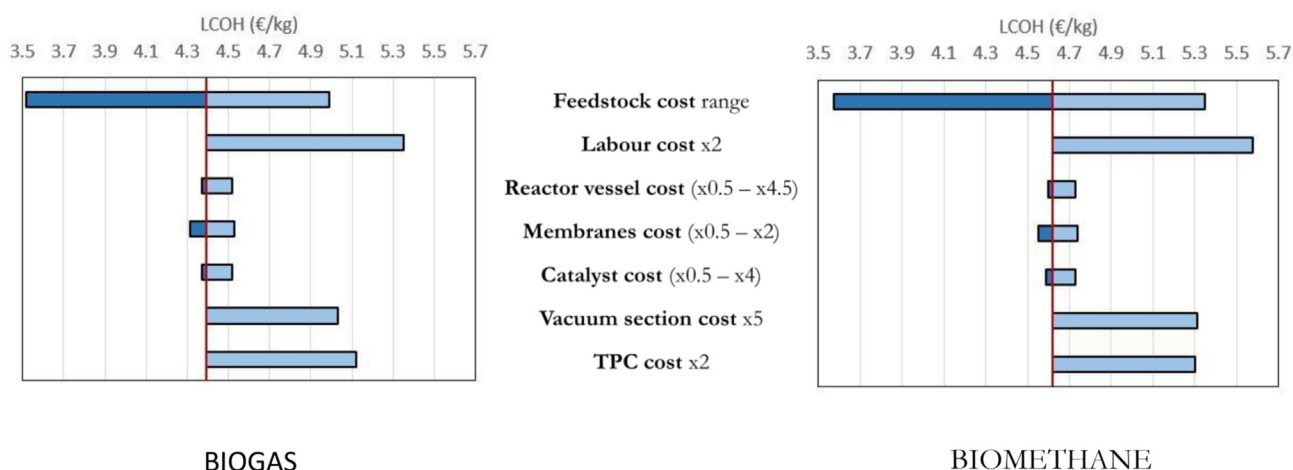 LCOH (€/kg)
3.5 3.7 3.9 4.1 4.3 4.5 4.7 4.9 5.1 5.3 5.5 5.7
LCOH (€/kg)
3.5 3.7 3.9 4.1 4.3 4.5 4.7 4.9 5.1 5.3 5.5 5.7
Feedstock cost range
Labour cost x2
Reactor vessel cost (x0.5 – x4.5)
Membranes cost (x0.5 – x2)
Catalyst cost (x0.5 – x4)
Vacuum section cost x5
TPC cost x2
BIOGAS
BIOMETHANE